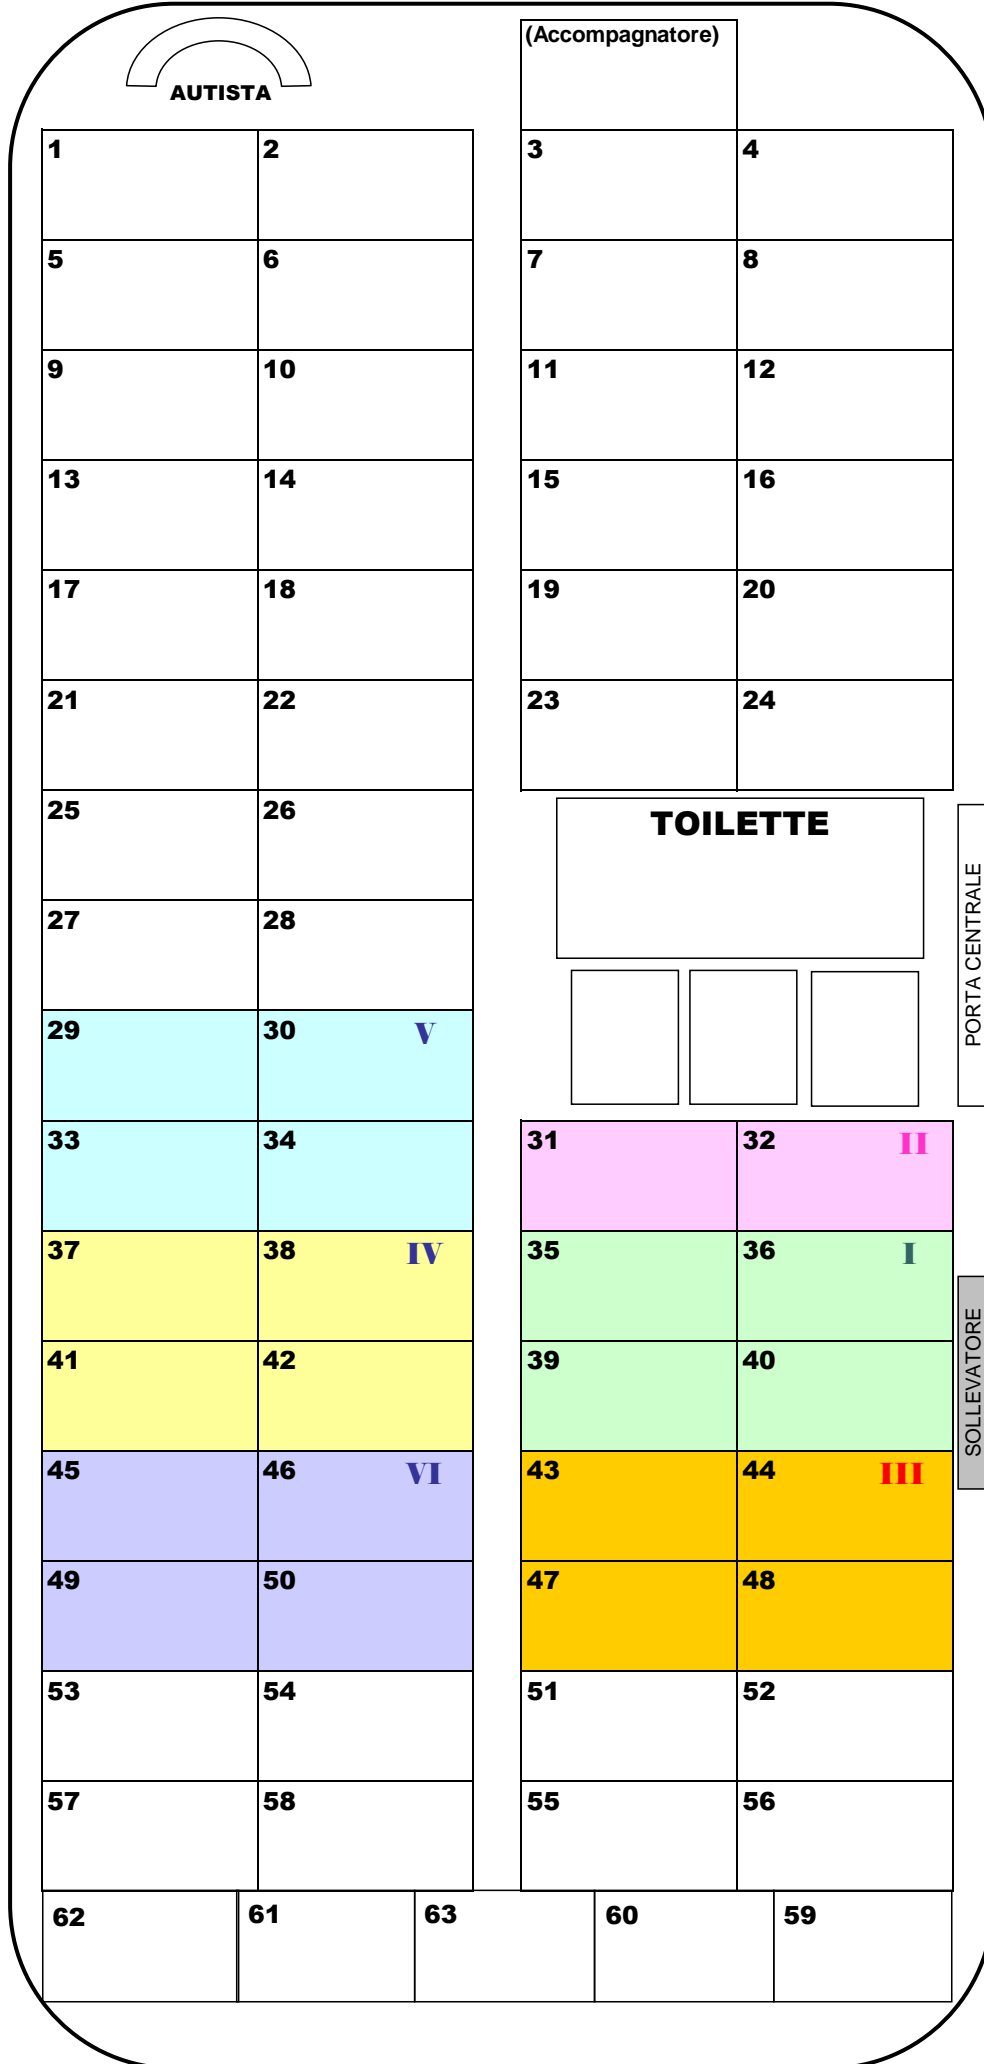 (Accompagnatore)
AUTISTA
1 2 3 4
5 6 7 8
9 10 11 12
13 14 15 16
17 18 19 20
21 22 23 24
25 26
TOILETTE
PORTA CENTRALE
27 28
29 30 V
33 34 31 32 II
37 38 IV 35 36 I
SOLLEVATORE
41 42 39 40
45 46 VI 43 44 III
49 50 47 48
53 54 51 52
57 58 55 56
62 61 63 60 59